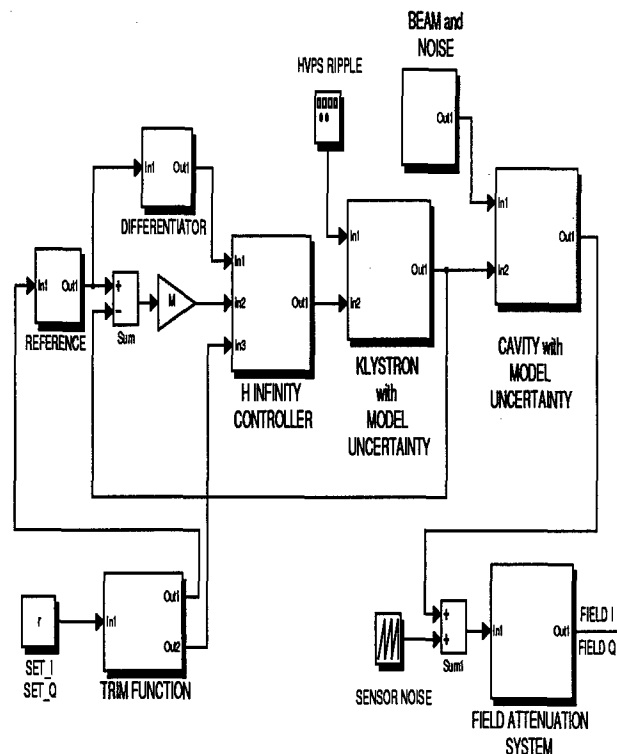 BEAM and
NOISE
Out1
HVPS RIPPLE
In1
Out1
DIFFERENTIATOR
In1
Out1
In2
CAVITY with
MODEL
UNCERTAINTY
In1
Out1
In2
KLYSTRON
with
MODEL
UNCERTAINTY
In1
In2
In3
Out1
H INFINITY
CONTROLLER
In1
Out1
REFERENCE
+
−
Sum
M
r
SET_I
SET_Q
In1
Out1
Out2
TRIM FUNCTION
SENSOR NOISE
+
+
Sum1
In1
Out1
FIELD I
FIELD Q
FIELD ATTENUATION
SYSTEM